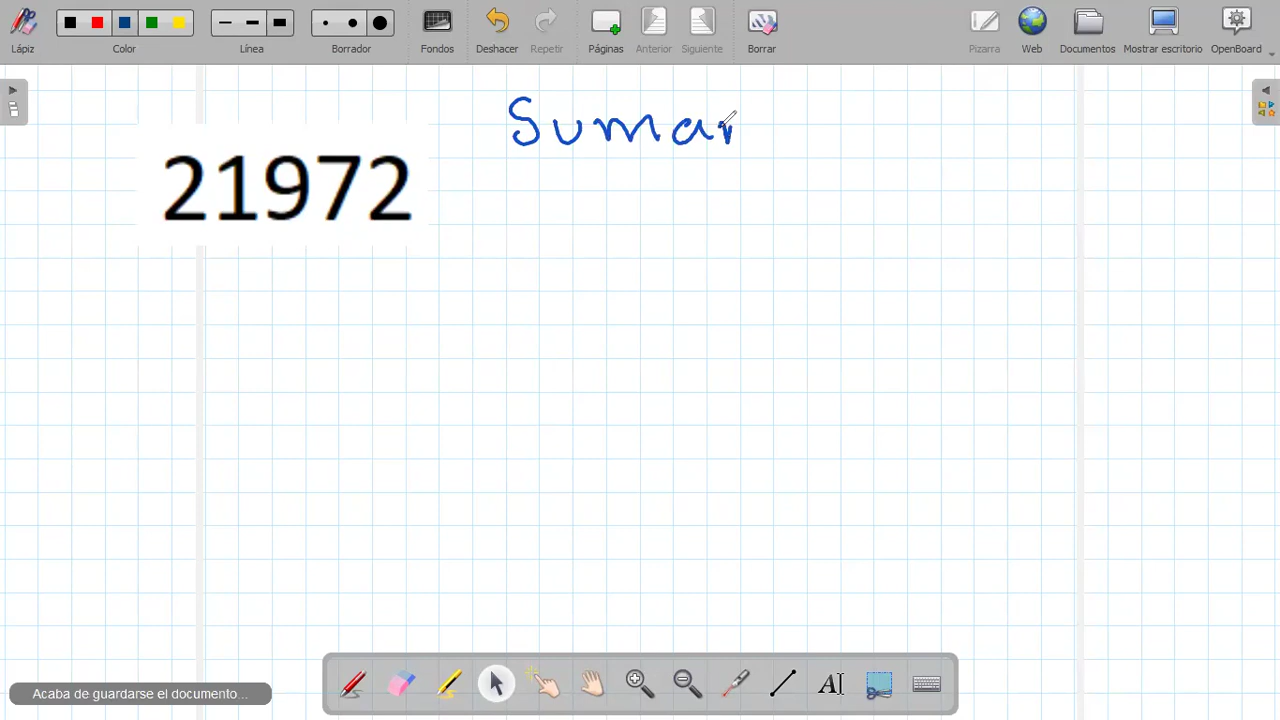 Lápiz
Color
Línea
Borrador
Fondos
Deshacer
Repetir
Páginas
Anterior
Siguiente
Borrar
Pizarra
Web
Documentos
Mostrar escritorio
OpenBoard
Sumar
21972
Acaba de guardarse el documento...